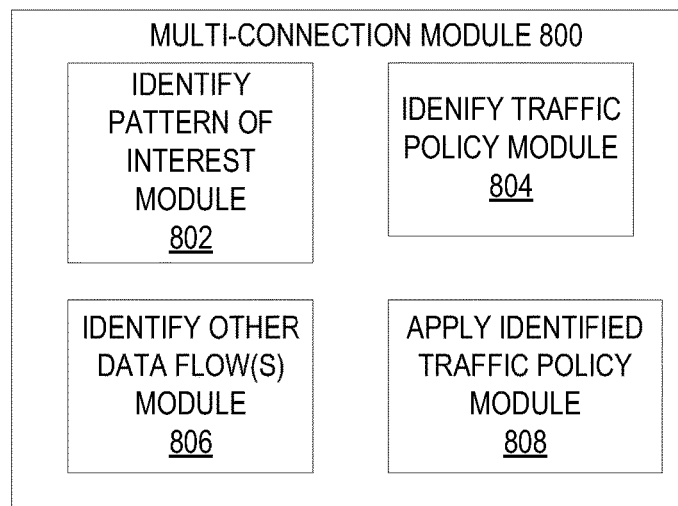 MULTI-CONNECTION MODULE 800
IDENTIFY
PATTERN OF
INTEREST
MODULE
802
IDENIFY TRAFFIC
POLICY MODULE
804
IDENTIFY OTHER
DATA FLOW(S)
MODULE
806
APPLY IDENTIFIED
TRAFFIC POLICY
MODULE
808